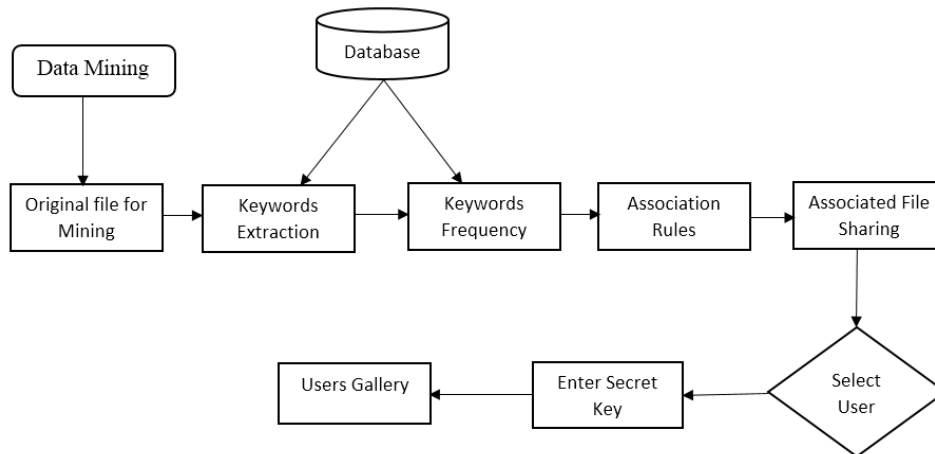 Database
Data Mining
Original file for
Mining
Keywords
Extraction
Keywords
Frequency
Association
Rules
Associated File
Sharing
Select
User
Enter Secret
Key
Users Gallery